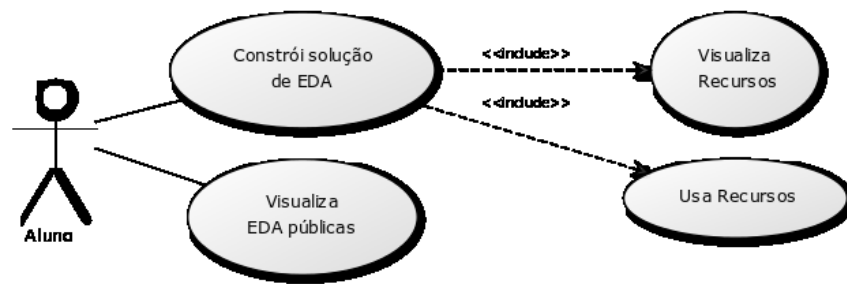 Constrói solução
de EDA
<<include>>
Visualiza
Recursos
<<include>>
Usa Recursos
Visualiza
EDA públicas
Aluno